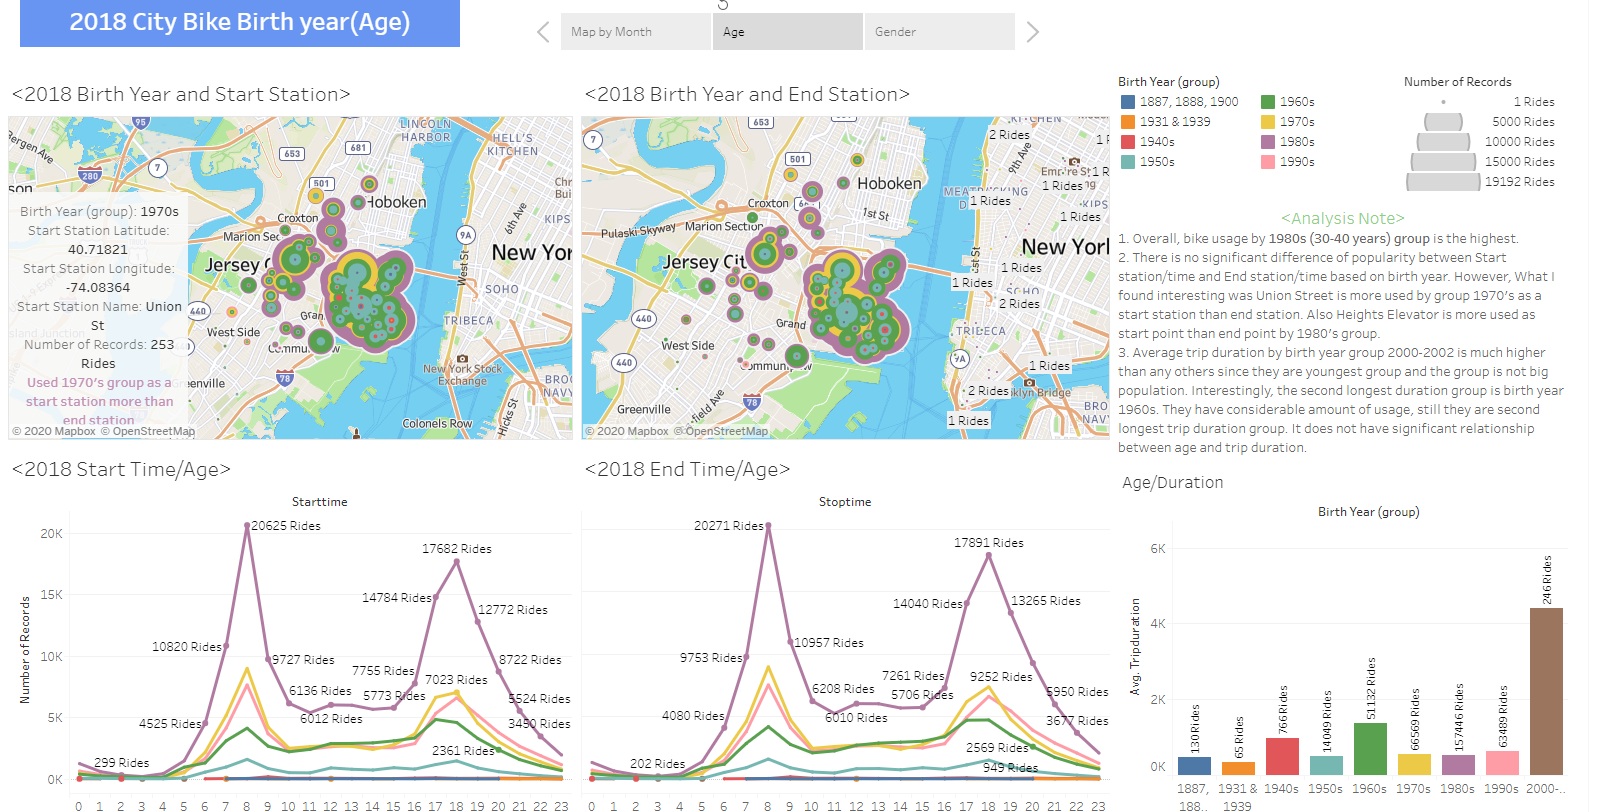 2018 City Bike Birth year(Age)
Map by Month
Age
Gender
<2018 Birth Year and Start Station>
95
LINCOLN
HARBOR
HELL'S
KITCHEN
Bergen Ave
653
681
7
280
501
Hoboken
Croxton
Marion Sec
Jersey C
6th Ave
KIPS
9A
West St
New Yor
SOHO
440
West Side
TRIBECA
Birth Year (group): 1970s
Start Station Latitude:
40.71821
Start Station Longitude:
-74.08364
Start Station Name: Union
St
Number of Records: 253
Rides
Used 1970's group as a
start station more than
end station
eenville
78
New York Stock
Exchange
BROO
NAVY
Hicks St
Colonels Row
© 2020 Mapbox © OpenStreetMap
<2018 Birth Year and End Station>
653
7
501
Hoboken
1st St
Croxton
Pulaski Skyway
Marion Section
Jersey Cit
2 Rides
9th Ave
1 Rides
1 Rides
1 Rides
New Yorl
1 Rides
1 Rides
2 Rides
440
Grand
West Side
TRIBECA
9A
440
1 Rides
78
2 Rides
iklyn Bridge
Greenville
BRO
NAVY
1 Rides
© 2020 Mapbox © OpenStreetMap
Birth Year (group)
1887, 1888, 1900
1931 & 1939
1940s
1950s
1960s
1970s
1980s
1990s
Number of Records
1 Rides
5000 Rides
10000 Rides
15000 Rides
19192 Rides
<Analysis Note>
1. Overall, bike usage by 1980s (30-40 years) group is the highest.
2. There is no significant difference of popularity between Start
station/time and End station/time based on birth year. However, What I
found interesting was Union Street is more used by group 1970's as a
start station than end station. Also Heights Elevator is more used as
start point than end point by 1980's group.
3. Average trip duration by birth year group 2000-2002 is much higher
than any others since they are youngest group and the group is not big
population. Interestingly, the second longest duration group is birth year
1960s. They have considerable amount of usage, still they are second
longest trip duration group. It does not have significant relationship
between age and trip duration.
<2018 Start Time/Age>
Starttime
Number of Records
20K
15K
10K
5K
0K
20625 Rides
17682 Rides
14784 Rides
12772 Rides
10820 Rides
9727 Rides
7755 Rides
8722 Rides
7023 Rides
6136 Rides
5773 Rides
5524 Rides
6012 Rides
4525 Rides
3450 Rides
2361 Rides
299 Rides
0 1 2 3 4 5 6 7 8 9 10 11 12 13 14 15 16 17 18 19 20 21 22 23
<2018 End Time/Age>
Stoptime
20271 Rides
17891 Rides
14040 Rides
13265 Rides
10957 Rides
9753 Rides
7261 Rides
9252 Rides
6208 Rides
5706 Rides
5950 Rides
6010 Rides
4080 Rides
3677 Rides
2569 Rides
202 Rides
949 Rides
0 1 2 3 4 5 6 7 8 9 10 11 12 13 14 15 16 17 18 19 20 21 22 23
Age/Duration
Birth Year (group)
Avg. Tripduration
6K
4K
2K
0K
130 Rides
65 Rides
766 Rides
14049 Rides
51132 Rides
66569 Rides
157446 Rides
63489 Rides
246 Rides
1887, 1931 & 1940s 1950s 1960s 1970s 1980s 1990s 2000-..
188.. 1939